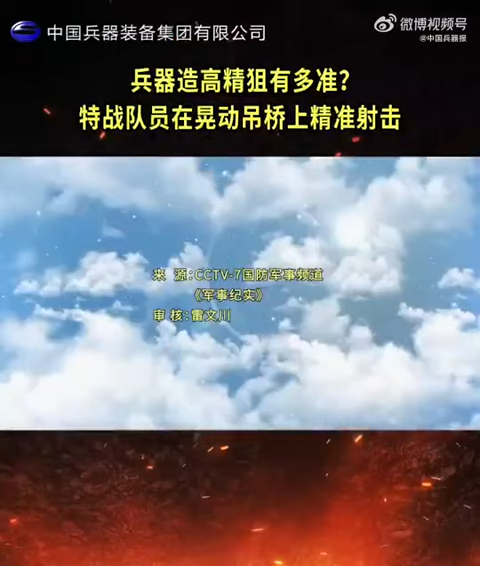 中国兵器装备集团有限公司
微博视频号
@中国兵器报
兵器造高精狙有多准?
特战队员在晃动吊桥上精准射击
来 源:CCTV-7国防军事频道
《军事纪实》
审 核:雷文川